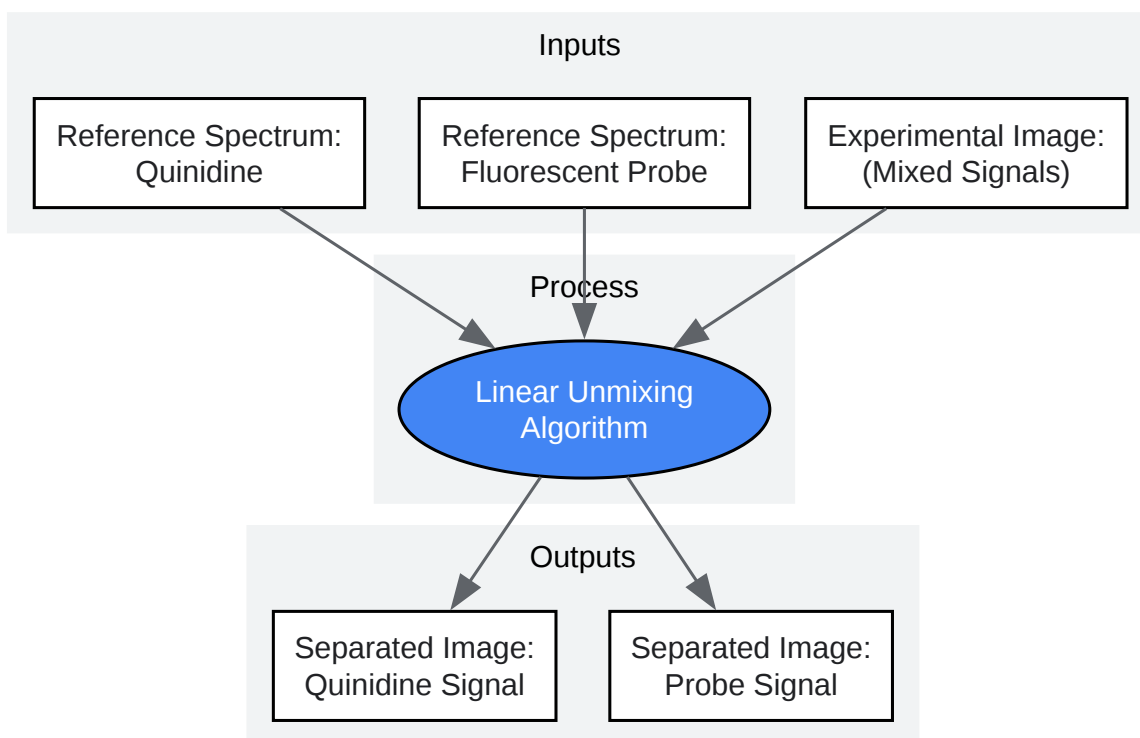 Inputs
Reference Spectrum:
Quinidine
Reference Spectrum:
Fluorescent Probe
Experimental Image:
(Mixed Signals)
Process
Linear Unmixing
Algorithm
Outputs
Separated Image:
Quinidine Signal
Separated Image:
Probe Signal